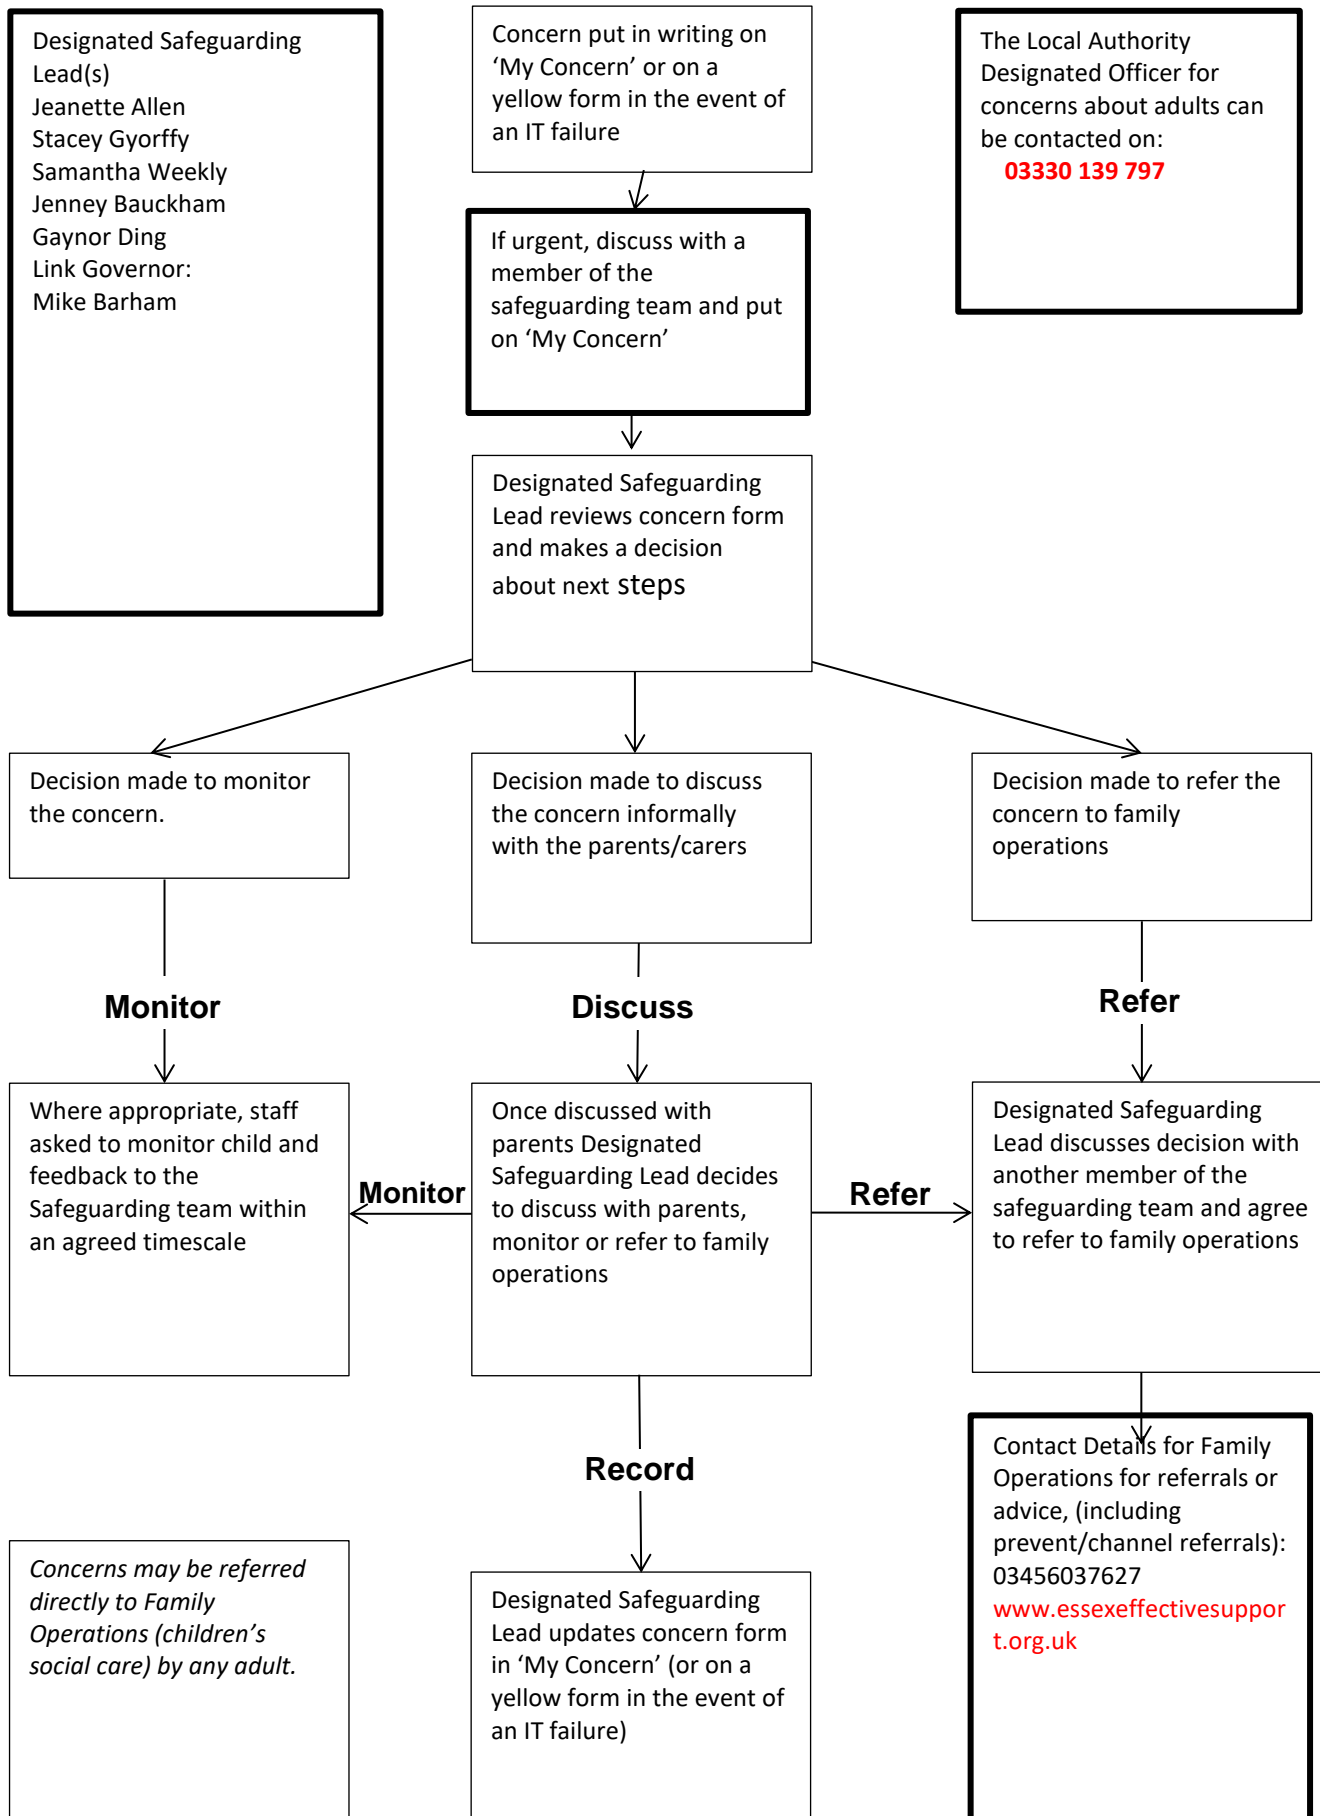 Designated Safeguarding
Lead(s)
Jeanette Allen
Stacey Gyorffy
Samantha Weekly
Jenney Bauckham
Gaynor Ding
Link Governor:
Mike Barham
Concern put in writing on
‘My Concern’ or on a
yellow form in the event of
an IT failure
The Local Authority
Designated Officer for
concerns about adults can
be contacted on:
03330 139 797
If urgent, discuss with a
member of the
safeguarding team and put
on ‘My Concern’
Designated Safeguarding
Lead reviews concern form
and makes a decision
about next steps
Decision made to monitor
the concern.
Decision made to discuss
the concern informally
with the parents/carers
Decision made to refer the
concern to family
operations
Monitor
Discuss
Refer
Where appropriate, staff
asked to monitor child and
feedback to the
Safeguarding team within
an agreed timescale
Monitor
Once discussed with
parents Designated
Safeguarding Lead decides
to discuss with parents,
monitor or refer to family
operations
Refer
Designated Safeguarding
Lead discusses decision with
another member of the
safeguarding team and agree
to refer to family operations
Record
Contact Details for Family
Operations for referrals or
advice, (including
prevent/channel referrals):
03456037627
www.essexeffectivesuppor
t.org.uk
Concerns may be referred
directly to Family
Operations (children’s
social care) by any adult.
Designated Safeguarding
Lead updates concern form
in ‘My Concern’ (or on a
yellow form in the event of
an IT failure)